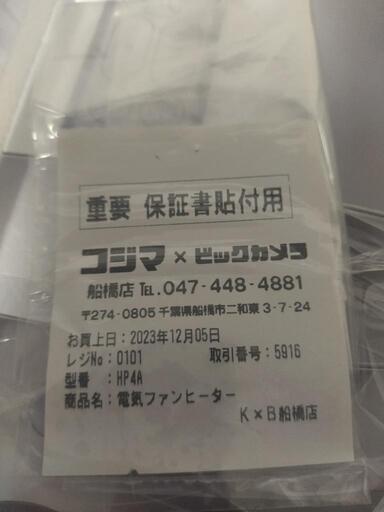 重要 保証書貼付用
コジマ×ビックカメラ
船橋店 TEL.047-448-4881
〒274-0805 千葉県船橋市二和東3-7-24
お買上日:2023年12月05日
レジNo:0101 取引番号:5916
型番 :HP4A
商品名:電気ファンヒーター
K×B船橋店